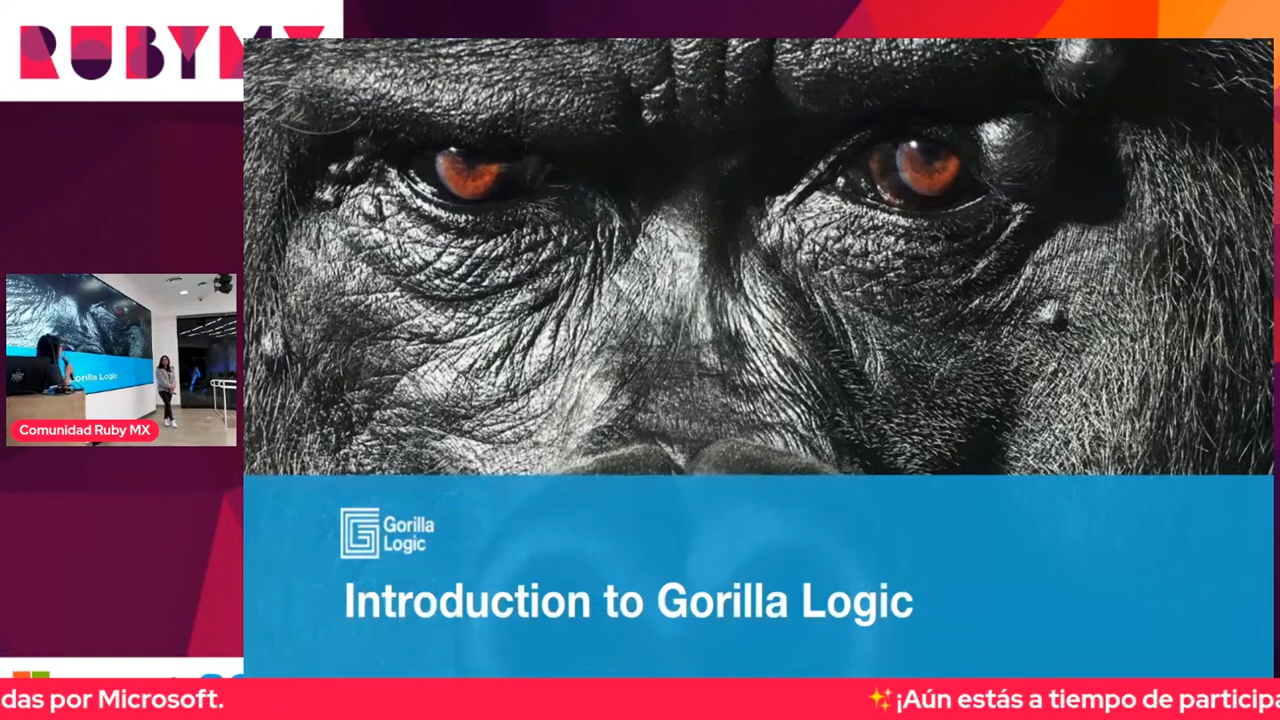 RUBYMX
Gorilla
Logic
Introduction to Gorilla Logic
orilla Logic
Comunidad Ruby MX
das por Microsoft.
✨¡Aún estás a tiempo de participa